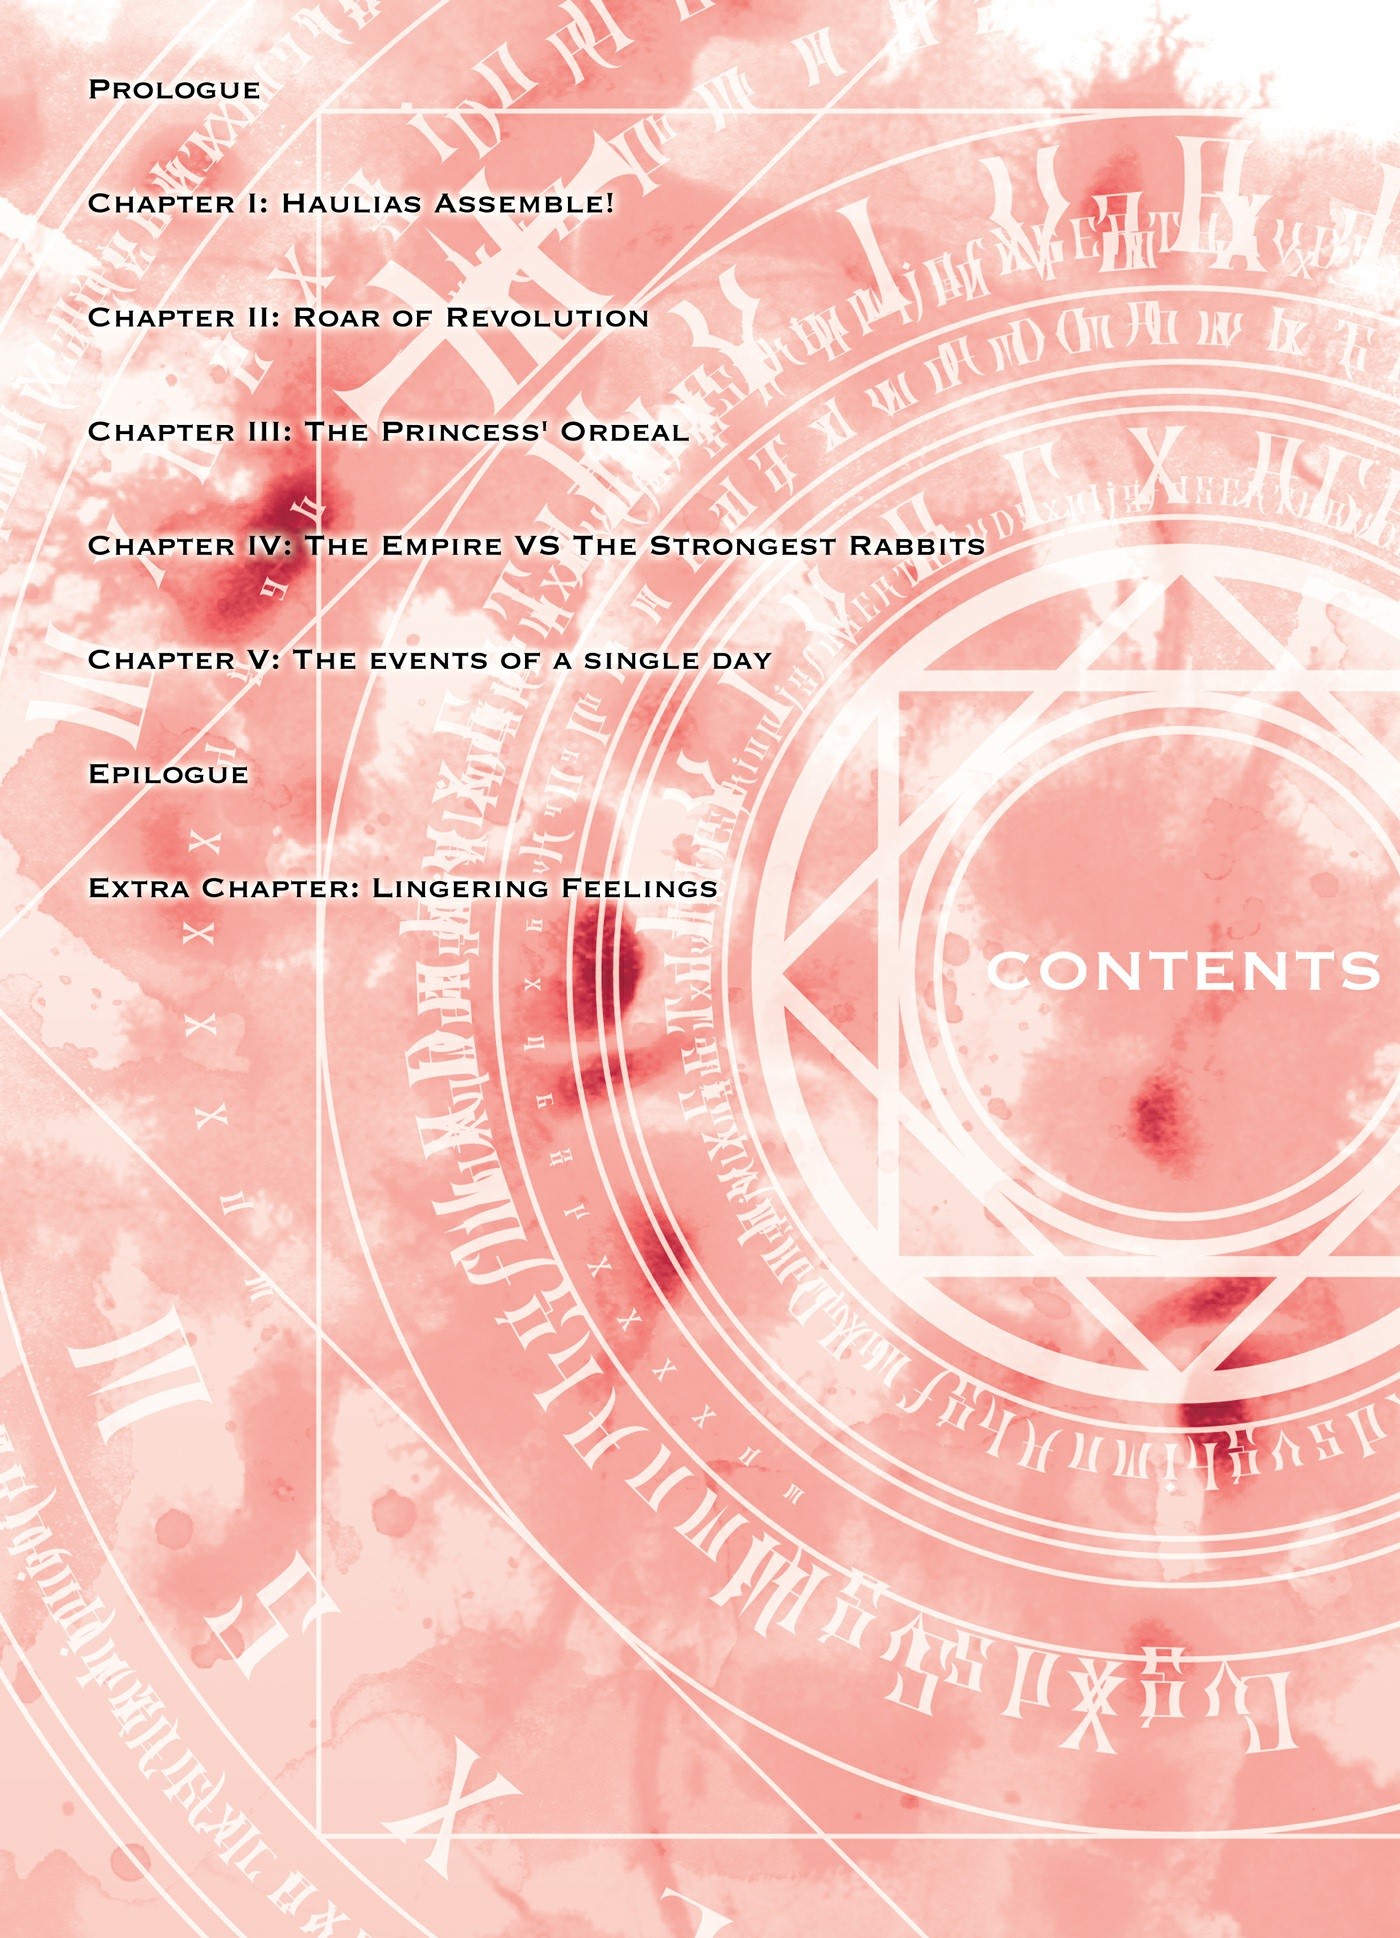 Prologue
Chapter I: Haulias Assemble!
Chapter II: Roar of Revolution
Chapter III: The Princess' Ordeal
Chapter IV: The Empire VS The Strongest Rabbits
Chapter V: The events of a single day
Epilogue
Extra Chapter: Lingering Feelings
CONTENTS